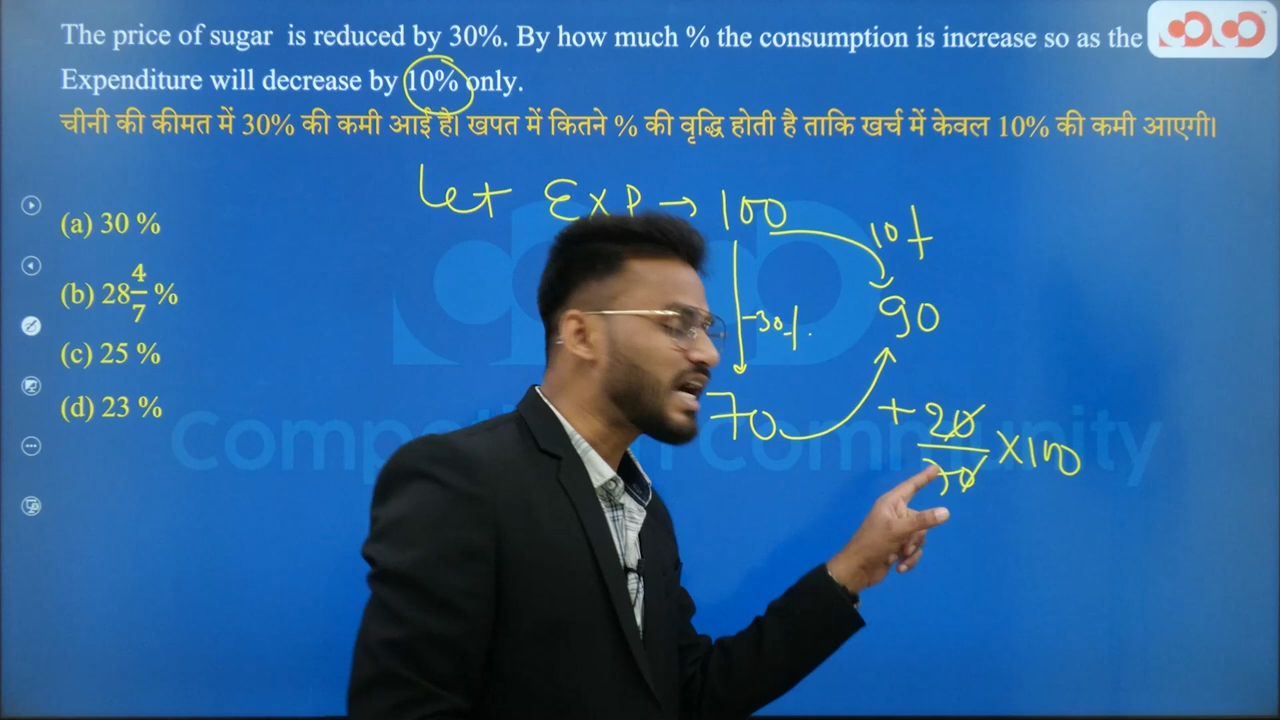 The price of sugar is reduced by 30%. By how much % the consumption is increase so as the
Expenditure will decrease by 10% only.
चीनी की कीमत में 30% की कमी आई है। खपत में कितने % की वृद्धि होती है ताकि खर्च में केवल 10% की कमी आएगी।
Let Exp → 100
10%
(a) 30 %
90
(b) 28 4/7 %
-30%
(c) 25 %
70
+ 20/70 × 100
(d) 23 %
Community